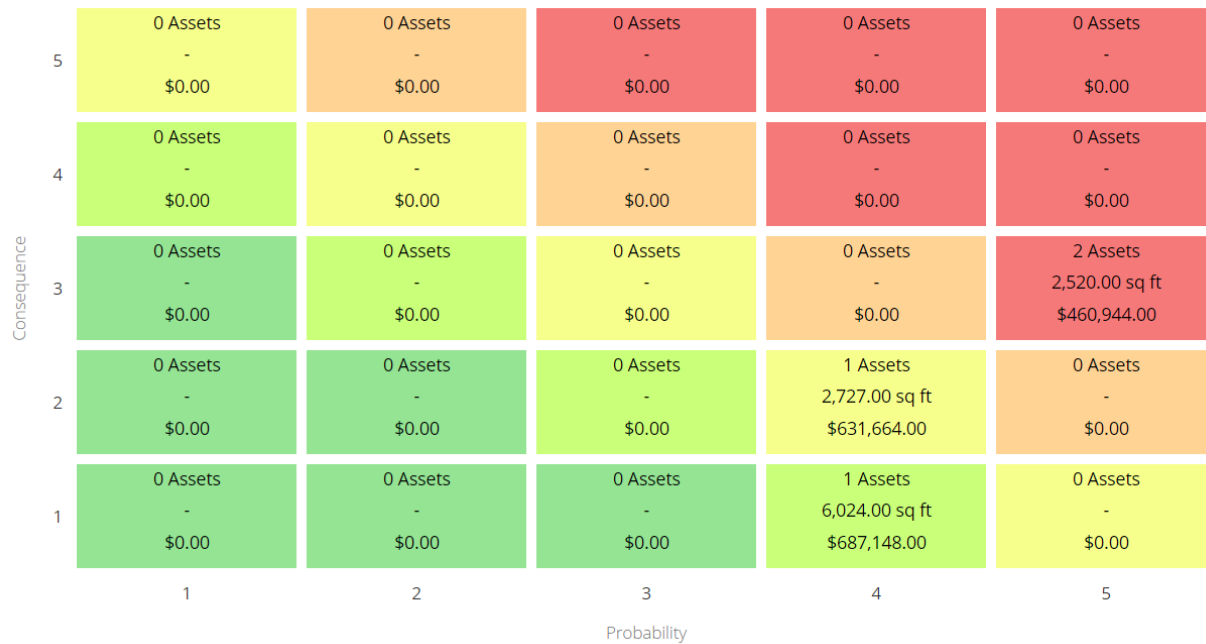 0 Assets 0 Assets 0 Assets 0 Assets 0 Assets
5 - - - - -
$0.00 $0.00 $0.00 $0.00 $0.00
0 Assets 0 Assets 0 Assets 0 Assets 0 Assets
4 - - - - -
$0.00 $0.00 $0.00 $0.00 $0.00
Consequence
0 Assets 0 Assets 0 Assets 0 Assets 2 Assets
3 - - - - 2,520.00 sq ft
$0.00 $0.00 $0.00 $0.00 $460,944.00
0 Assets 0 Assets 0 Assets 1 Assets 0 Assets
2 - - - 2,727.00 sq ft -
$0.00 $0.00 $0.00 $631,664.00 $0.00
0 Assets 0 Assets 0 Assets 1 Assets 0 Assets
1 - - - 6,024.00 sq ft -
$0.00 $0.00 $0.00 $687,148.00 $0.00
1 2 3 4 5
Probability